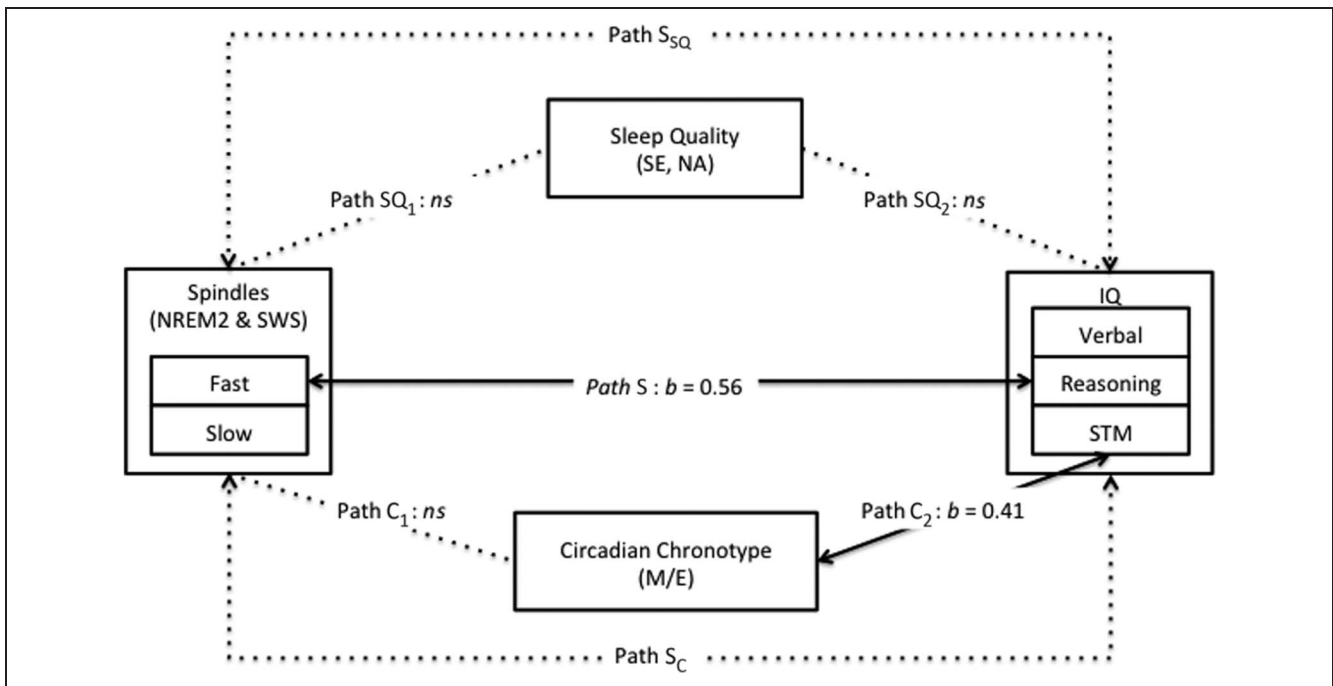 Path S_SQ
Sleep Quality
(SE, NA)
Path SQ₁: ns
Path SQ₂: ns
Spindles
(NREM2 & SWS)
Fast
Slow
IQ
Verbal
Reasoning
STM
Path S : b = 0.56
Path C₁: ns
Path C₂: b = 0.41
Circadian Chronotype
(M/E)
Path S_C